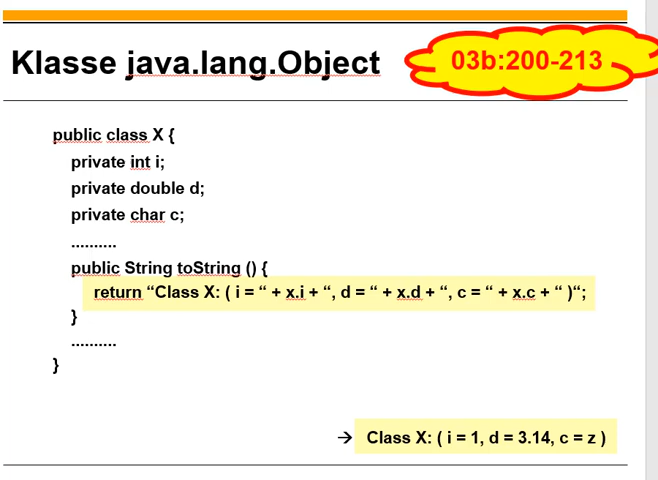 Klasse java.lang.Object
03b:200-213
public class X {
private int i;
private double d;
private char c;
..........
public String toString () {
return “Class X: ( i = “ + x.i + “, d = “ + x.d + “, c = “ + x.c + “ )“;
}
..........
}
→ Class X: ( i = 1, d = 3.14, c = z )